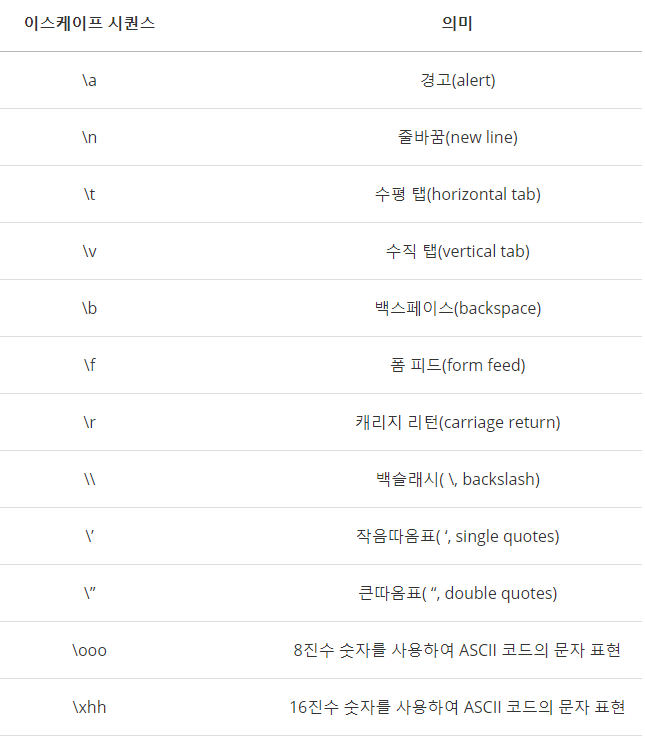 이스케이프 시퀀스 의미
\a 경고(alert)
\n 줄바꿈(new line)
\t 수평 탭(horizontal tab)
\v 수직 탭(vertical tab)
\b 백스페이스(backspace)
\f 폼 피드(form feed)
\r 캐리지 리턴(carriage return)
\\ 백슬래시( \, backslash)
\’ 작음따옴표( ‘, single quotes)
\” 큰따옴표( “, double quotes)
\ooo 8진수 숫자를 사용하여 ASCII 코드의 문자 표현
\xhh 16진수 숫자를 사용하여 ASCII 코드의 문자 표현